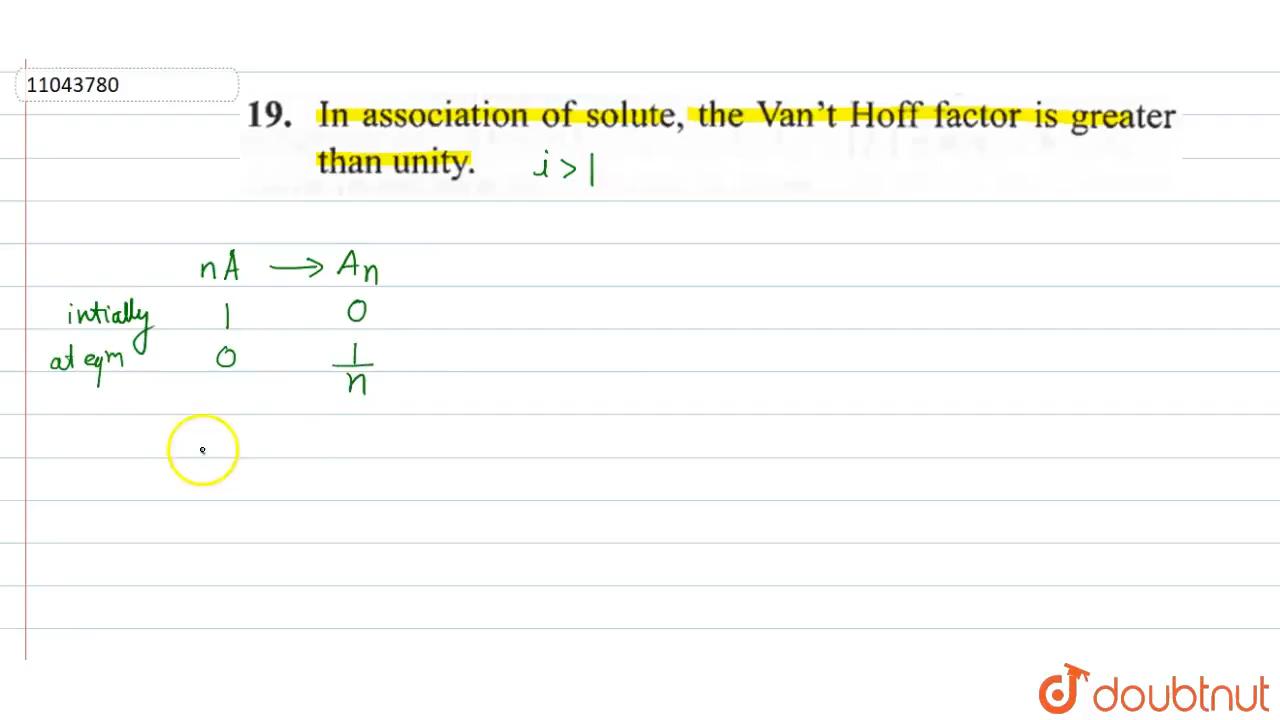 11043780
19. In association of solute, the Van't Hoff factor is greater
than unity. i > 1
nA → An
intially 1 0
at eqm 0 1/n
doubtnut